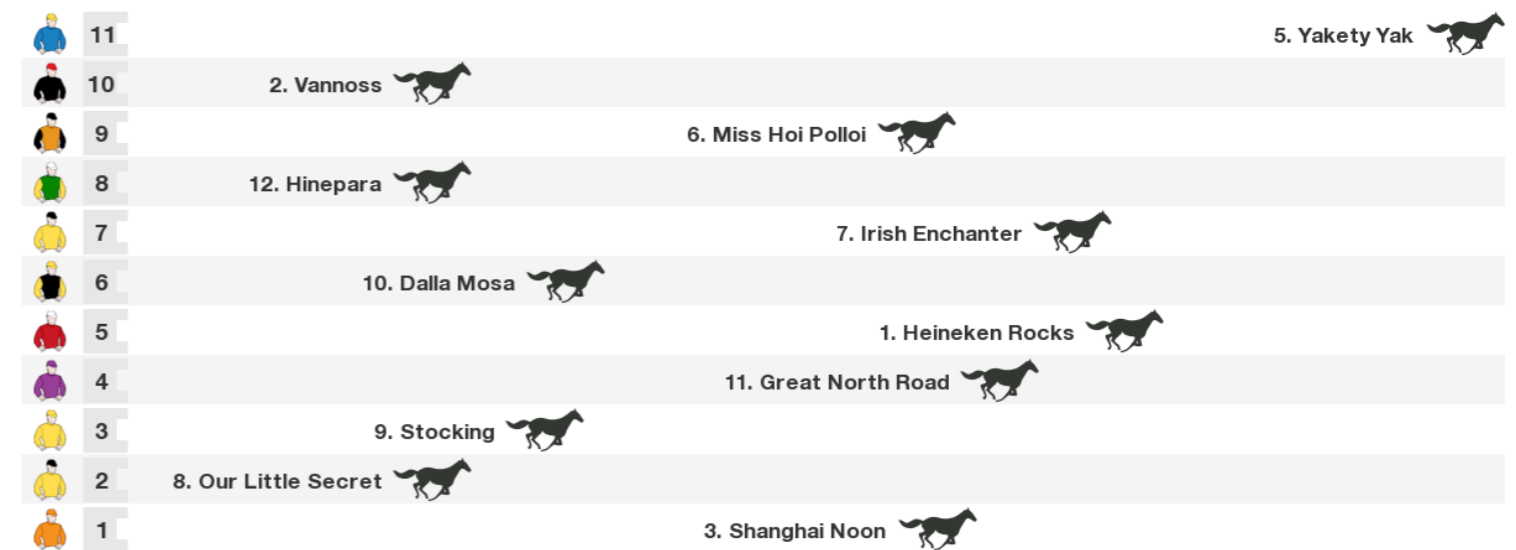 11 5. Yakety Yak
10 2. Vannoss
9 6. Miss Hoi Polloi
8 12. Hinepara
7 7. Irish Enchanter
6 10. Dalla Mosa
5 1. Heineken Rocks
4 11. Great North Road
3 9. Stocking
2 8. Our Little Secret
1 3. Shanghai Noon